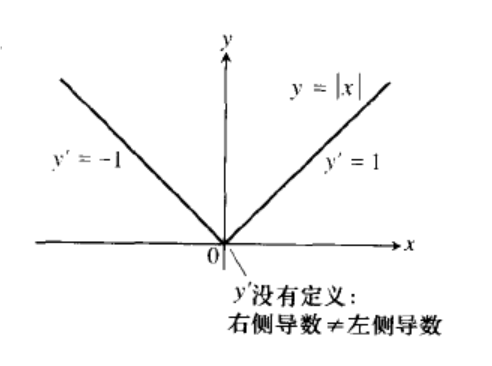 y
y = |x|
y' = -1
y' = 1
x
0
y'没有定义：
右侧导数≠左侧导数